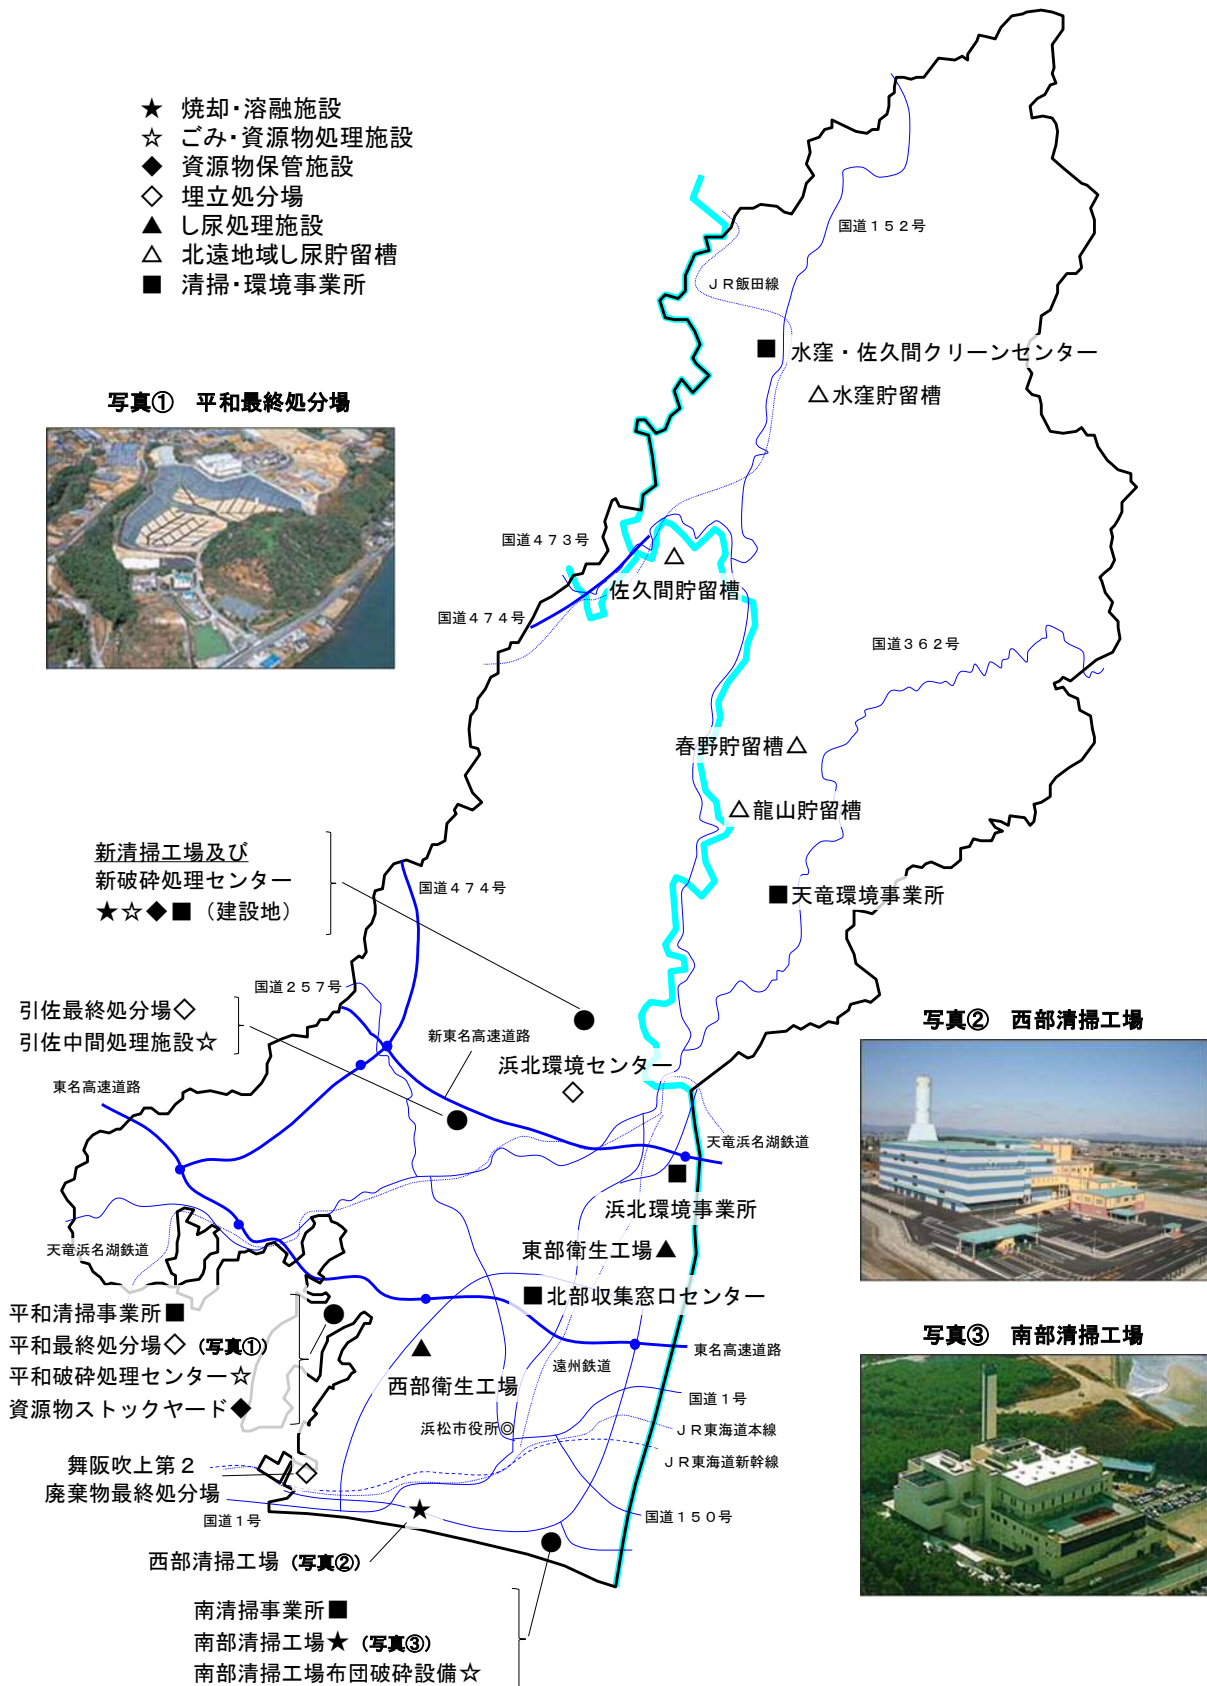 ★ 焼却・溶融施設
☆ ごみ・資源物処理施設
◆ 資源物保管施設
◇ 埋立処分場
▲ し尿処理施設
△ 北遠地域し尿貯留槽
■ 清掃・環境事業所
国道152号
JR飯田線
■ 水窪・佐久間クリーンセンター
△水窪貯留槽
写真① 平和最終処分場
国道473号
△
佐久間貯留槽
国道474号
国道362号
春野貯留槽△
△龍山貯留槽
新清掃工場及び
新破砕処理センター
★☆◆■（建設地）
国道474号
■天竜環境事業所
国道257号
引佐最終処分場◇
引佐中間処理施設☆
新東名高速道路
浜北環境センター
◇
写真② 西部清掃工場
東名高速道路
天竜浜名湖鉄道
■
浜北環境事業所
天竜浜名湖鉄道
東部衛生工場▲
■北部収集窓口センター
平和清掃事業所■
平和最終処分場◇（写真①）
平和破砕処理センター☆
資源物ストックヤード◆
▲
西部衛生工場
遠州鉄道
東名高速道路
写真③ 南部清掃工場
国道1号
浜松市役所◎
JR東海道本線
JR東海道新幹線
舞阪吹上第2
廃棄物最終処分場
◇
国道1号
★
国道150号
西部清掃工場（写真②）
南清掃事業所■
南部清掃工場★（写真③）
南部清掃工場布団破砕設備☆